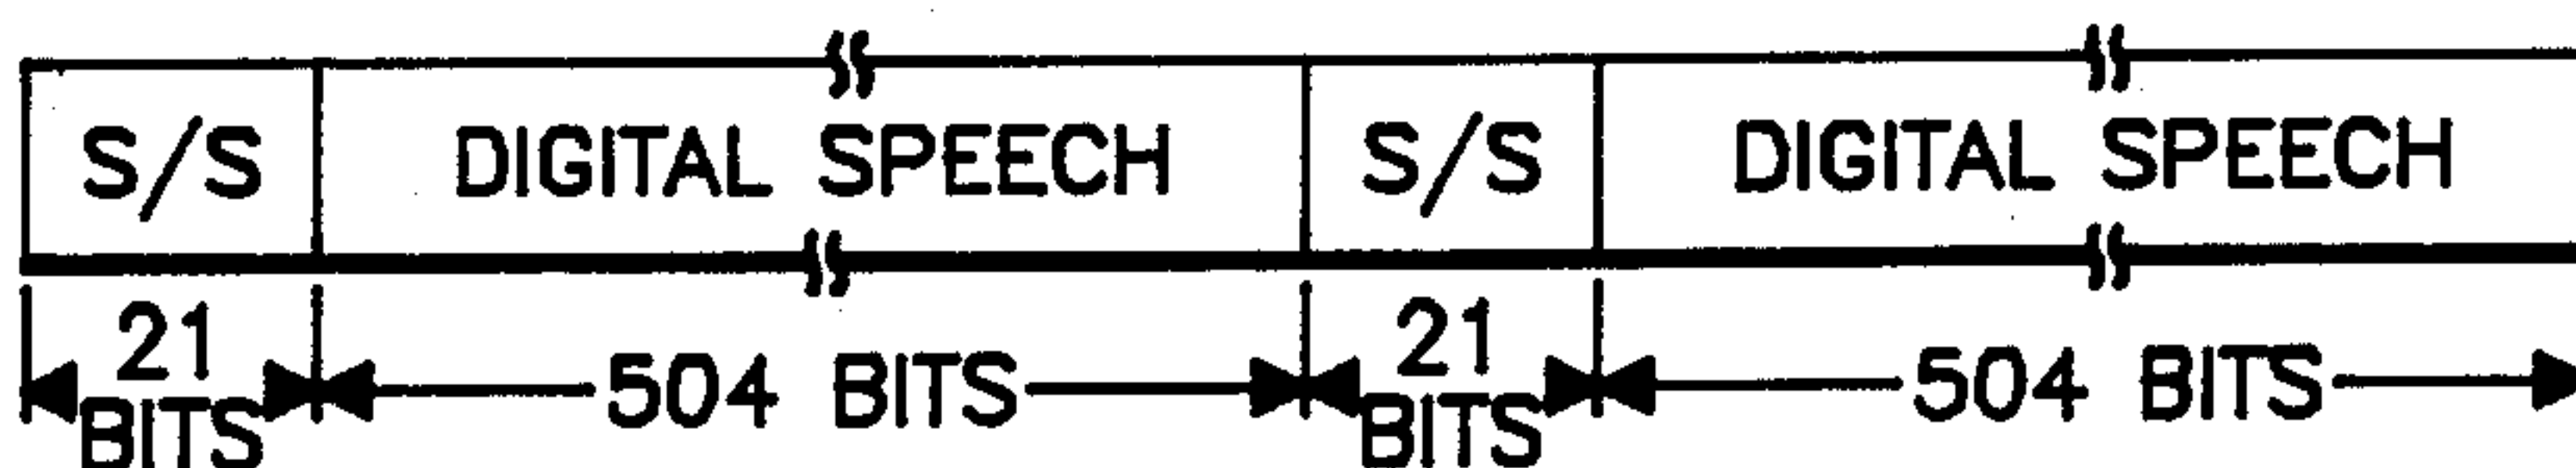 S/S DIGITAL SPEECH S/S DIGITAL SPEECH
21 BITS 504 BITS 21 BITS 504 BITS